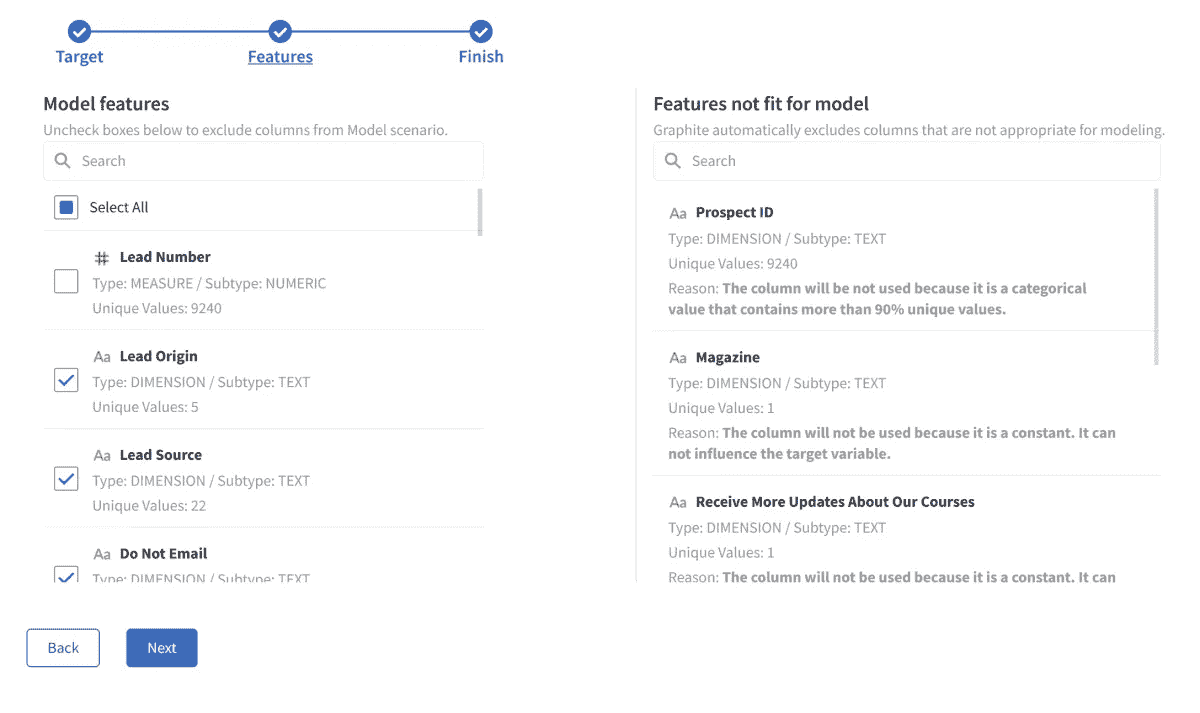 Target
Features
Finish
Model features
Uncheck boxes below to exclude columns from Model scenario.
Search
Select All
Lead Number
Type: MEASURE / Subtype: NUMERIC
Unique Values: 9240
Aa Lead Origin
Type: DIMENSION / Subtype: TEXT
Unique Values: 5
Aa Lead Source
Type: DIMENSION / Subtype: TEXT
Unique Values: 22
Aa Do Not Email
Type: DIMENSION / Subtype: TEXT
Features not fit for model
Graphite automatically excludes columns that are not appropriate for modeling.
Search
Aa Prospect ID
Type: DIMENSION / Subtype: TEXT
Unique Values: 9240
Reason: The column will be not used because it is a categorical
value that contains more than 90% unique values.
Aa Magazine
Type: DIMENSION / Subtype: TEXT
Unique Values: 1
Reason: The column will not be used because it is a constant. It can
not influence the target variable.
Aa Receive More Updates About Our Courses
Type: DIMENSION / Subtype: TEXT
Unique Values: 1
Reason: The column will not be used because it is a constant. It can
Back
Next